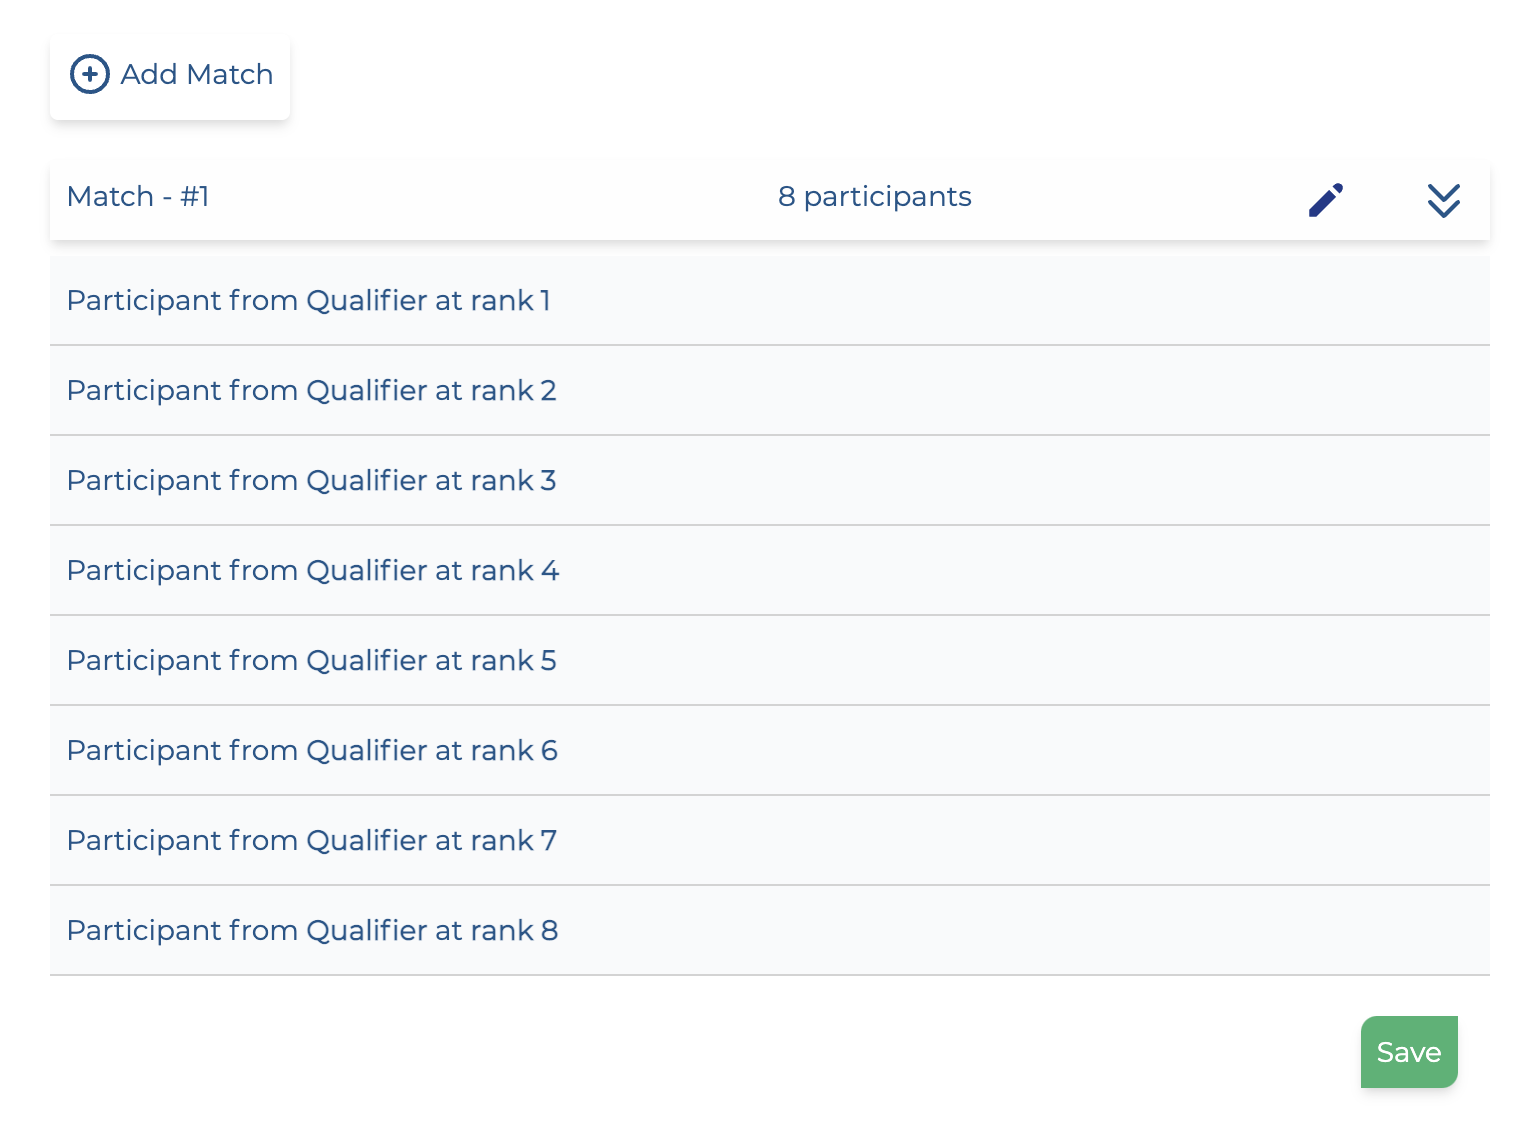 Add Match
Match - #1 8 participants
Participant from Qualifier at rank 1
Participant from Qualifier at rank 2
Participant from Qualifier at rank 3
Participant from Qualifier at rank 4
Participant from Qualifier at rank 5
Participant from Qualifier at rank 6
Participant from Qualifier at rank 7
Participant from Qualifier at rank 8
Save